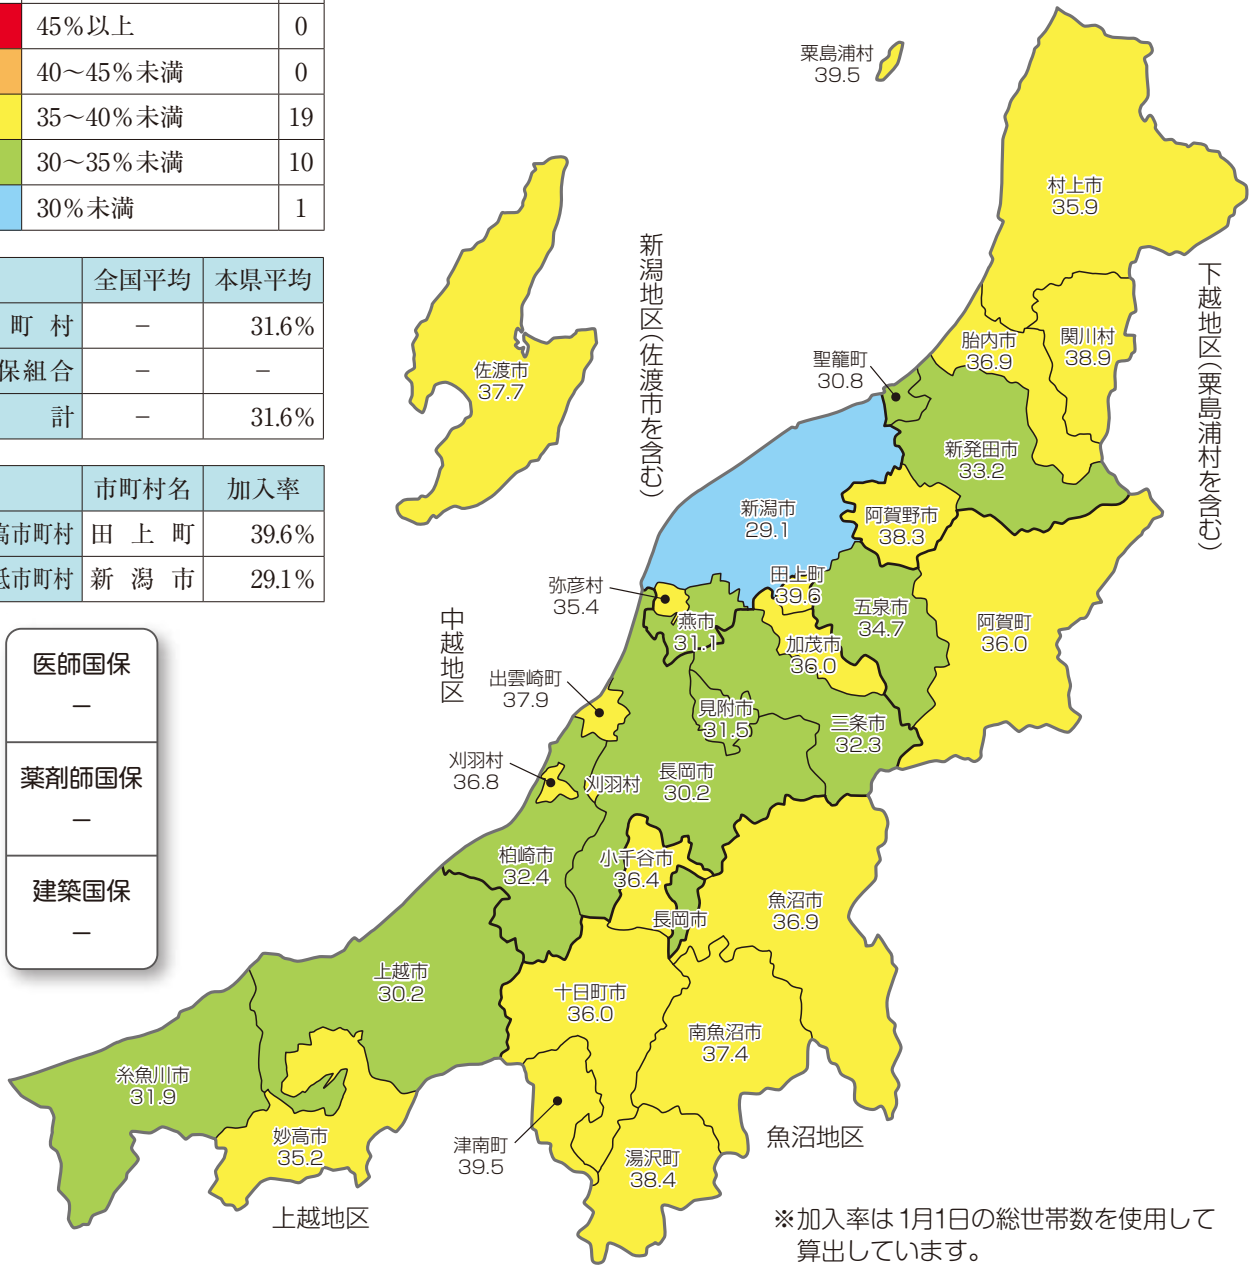 45%以上 0
40〜45%未満 0
35〜40%未満 19
30〜35%未満 10
30%未満 1
全国平均 本県平均
町 村 − 31.6%
保組合 − −
計 − 31.6%
市町村名 加入率
高市町村 田 上 町 39.6%
低市町村 新 潟 市 29.1%
医師国保
−
薬剤師国保
−
建築国保
−
粟島浦村
39.5
村上市
35.9
新潟地区(佐渡市を含む)
下越地区(粟島浦村を含む)
胎内市
36.9
関川村
38.9
聖籠町
30.8
佐渡市
37.7
新発田市
33.2
新潟市
29.1
阿賀野市
38.3
田上町
39.6
弥彦村
35.4
燕市
31.1
五泉市
34.7
阿賀町
36.0
加茂市
36.0
中越地区
出雲崎町
37.9
見附市
31.5
三条市
32.3
刈羽村
36.8
刈羽村
長岡市
30.2
柏崎市
32.4
小千谷市
36.4
長岡市
魚沼市
36.9
上越市
30.2
十日町市
36.0
南魚沼市
37.4
糸魚川市
31.9
妙高市
35.2
津南町
39.5
湯沢町
38.4
魚沼地区
上越地区
※加入率は1月1日の総世帯数を使用して
算出しています。